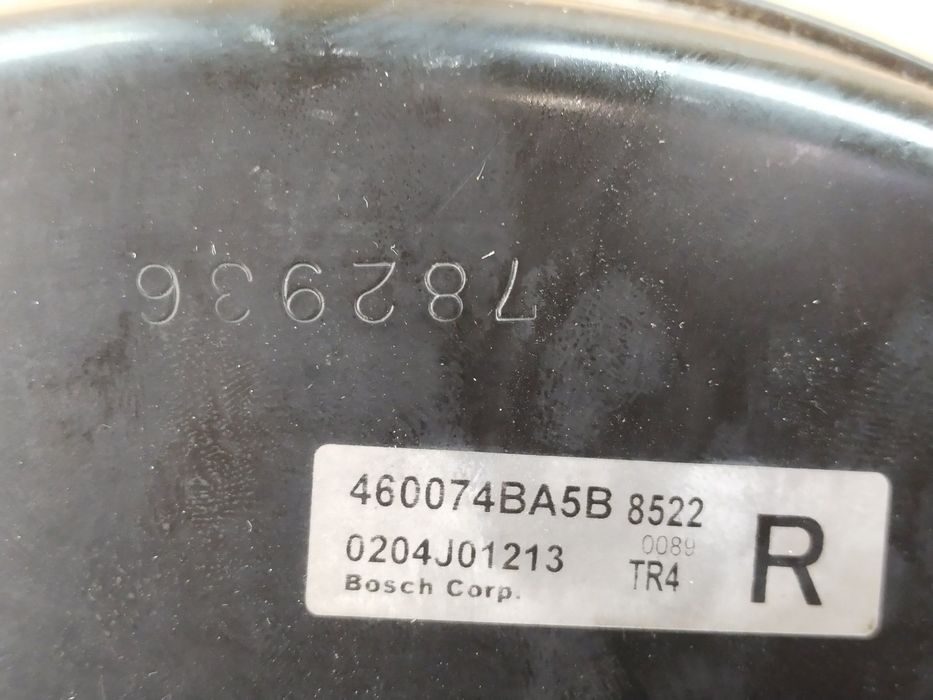 782936
460074BA5B 8522
0204J01213 0089
Bosch Corp. TR4
R